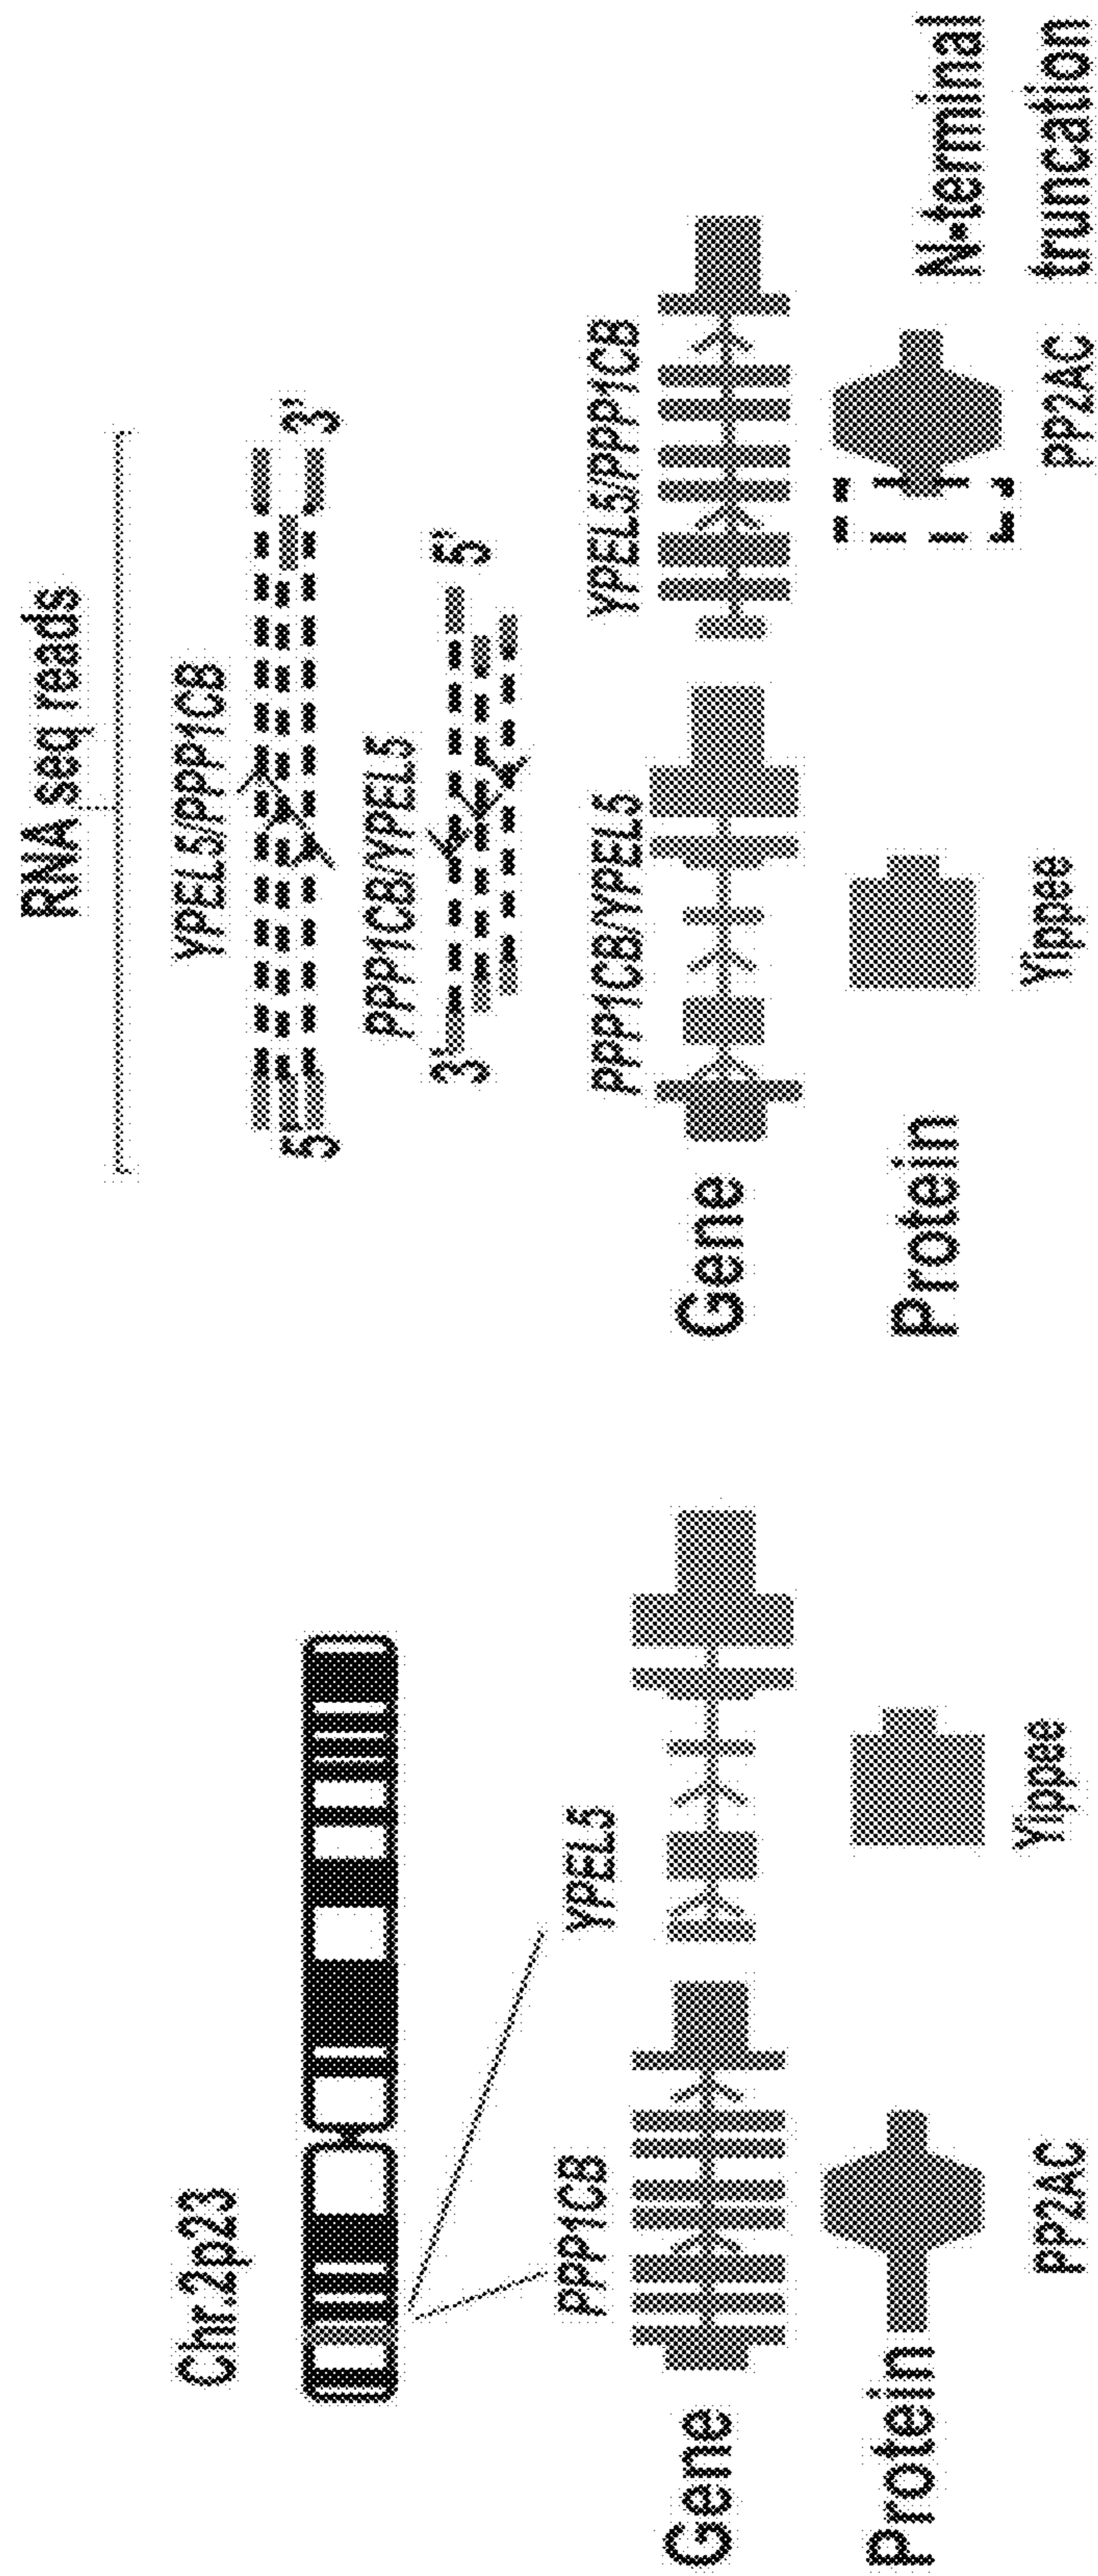 Chr.2p23
PPP1CB
YPEL5
Gene
Protein
PP2AC
Yippee
RNA seq reads
YPEL5/PPP1CB
5'
3'
PPP1CB/YPEL5
3'
5'
Gene
PPP1CB/YPEL5
YPEL5/PPP1CB
Protein
Yippee
PP2AC
N-terminal
truncation